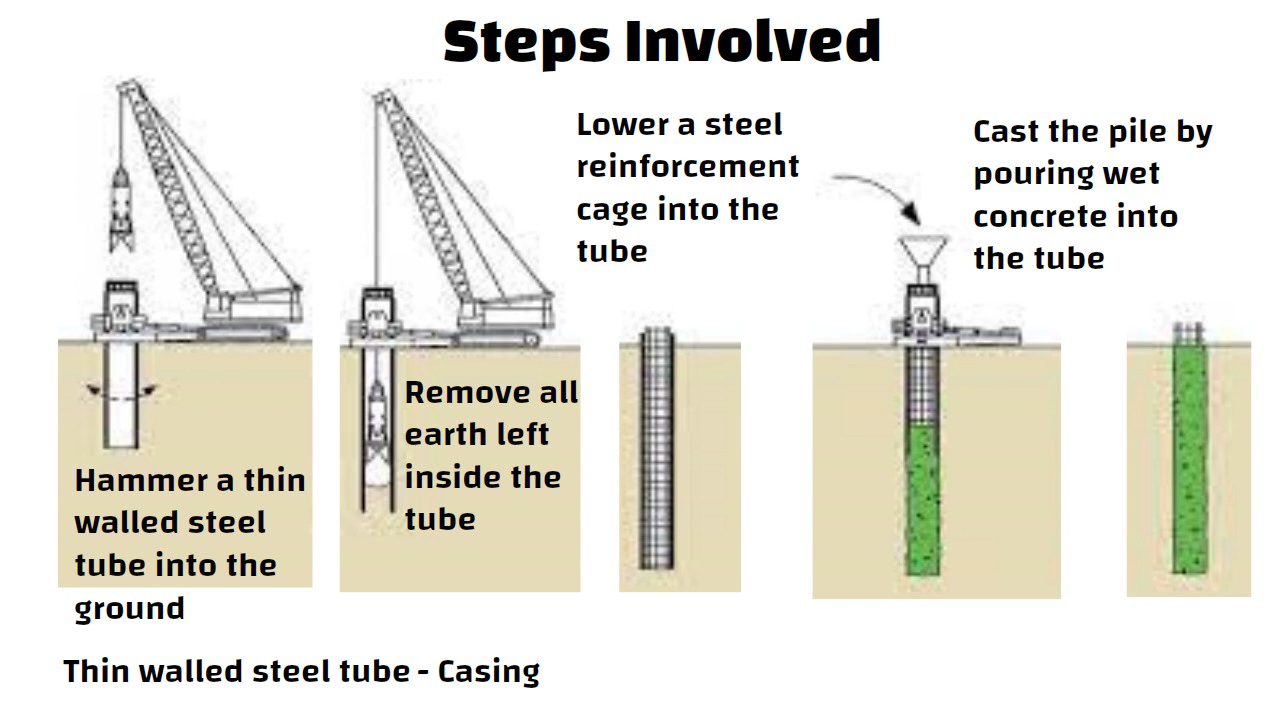 Steps Involved
Hammer a thin
walled steel
tube into the
ground
Remove all
earth left
inside the
tube
Lower a steel
reinforcement
cage into the
tube
Cast the pile by
pouring wet
concrete into
the tube
Thin walled steel tube - Casing